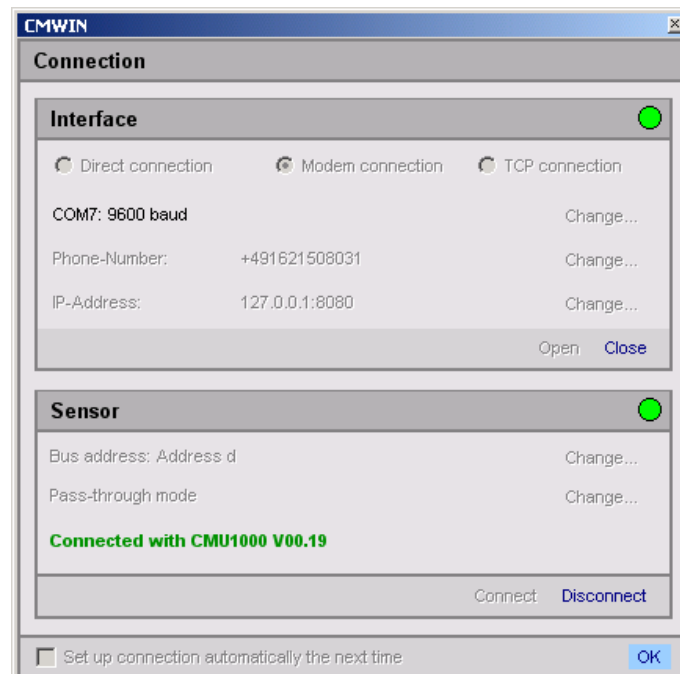 CMWIN
Connection
Interface
Direct connection Modem connection TCP connection
COM7: 9600 baud Change...
Phone-Number: +491621508031 Change...
IP-Address: 127.0.0.1:8080 Change...
Open Close
Sensor
Bus address: Address d Change...
Pass-through mode Change...
Connected with CMU1000 V00.19
Connect Disconnect
Set up connection automatically the next time OK